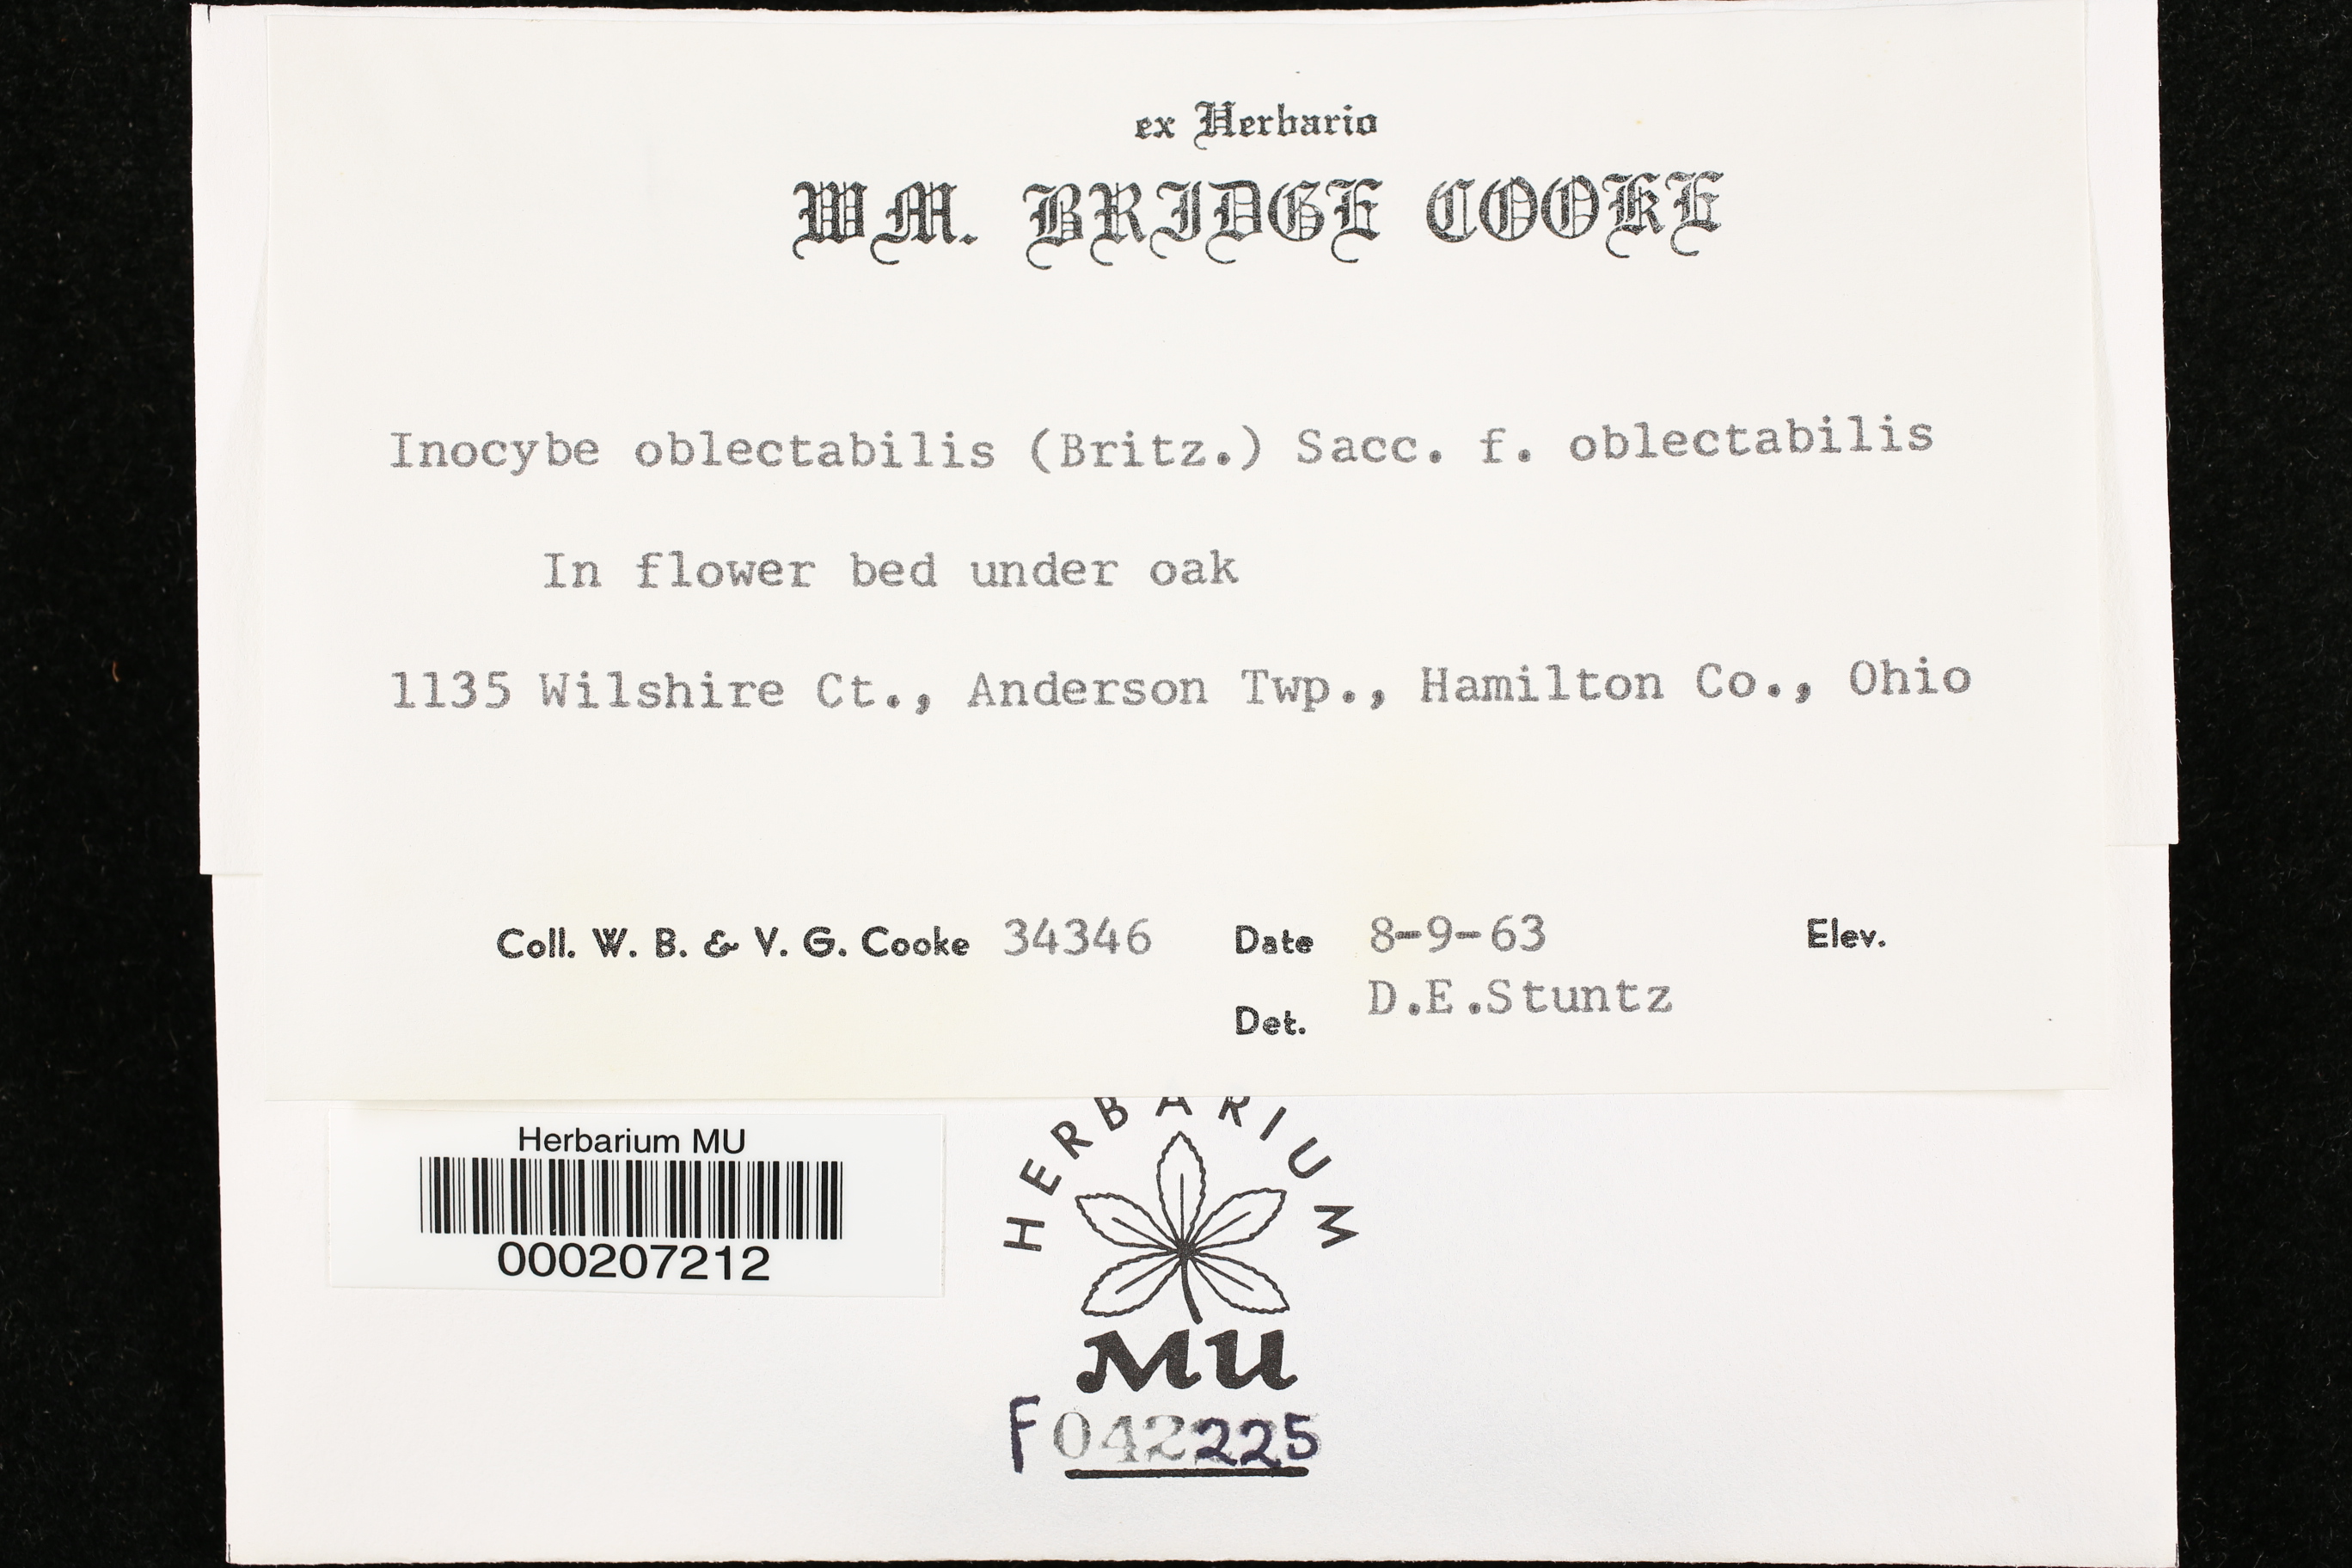 ex Herbario
WM. BRIDGE COOKE
Inocybe oblectabilis (Britz.) Sacc. f. oblectabilis
In flower bed under oak
1135 Wilshire Ct., Anderson Twp., Hamilton Co., Ohio
Coll. W. B. & V. G. Cooke 34346 Date 8-9-63 Elev.
Det. D.E.Stuntz
Herbarium MU
000207212
HERBARIUM
MU
F042225